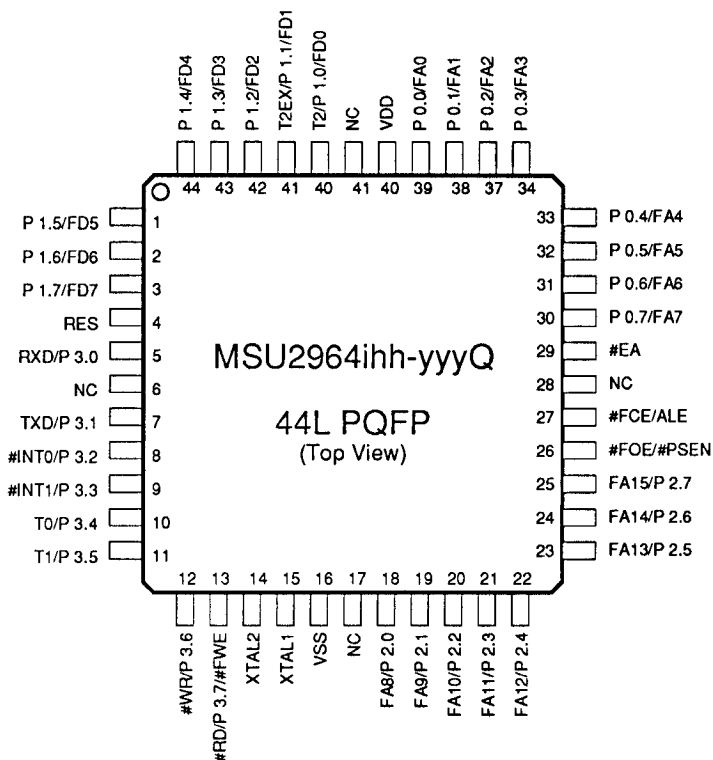 P 1.4/FD4
P 1.3/FD3
P 1.2/FD2
T2EX/P 1.1/FD1
T2/P 1.0/FD0
NC
VDD
P 0.0/FA0
P 0.1/FA1
P 0.2/FA2
P 0.3/FA3
44 43 42 41 40 41 40 39 38 37 34
P 1.5/FD5 1
P 1.6/FD6 2
P 1.7/FD7 3
RES 4
RXD/P 3.0 5
NC 6
TXD/P 3.1 7
#INT0/P 3.2 8
#INT1/P 3.3 9
T0/P 3.4 10
T1/P 3.5 11
MSU2964ihh-yyyQ
44L PQFP
(Top View)
33 P 0.4/FA4
32 P 0.5/FA5
31 P 0.6/FA6
30 P 0.7/FA7
29 #EA
28 NC
27 #FCE/ALE
26 #FOE/#PSEN
25 FA15/P 2.7
24 FA14/P 2.6
23 FA13/P 2.5
12 13 14 15 16 17 18 19 20 21 22
#WR/P 3.6
#RD/P 3.7/#FWE
XTAL2
XTAL1
VSS
NC
FA8/P 2.0
FA9/P 2.1
FA10/P 2.2
FA11/P 2.3
FA12/P 2.4